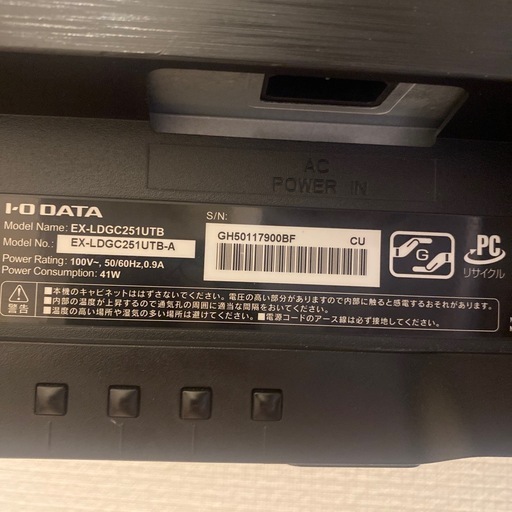 AC
POWER IN
I-O DATA
Model Name: EX-LDGC251UTB
Model No.: EX-LDGC251UTB-A
Power Rating: 100V~, 50/60Hz,0.9A
Power Consumption: 41W
S/N:
GH50117900BF CU
G
PC
リサイクル
警告
■本機のキャビネットははずさないでください。電圧の高い部分がありますので内部に触ると感電するおそれがあります。
■内部の温度が上昇するので通気孔の周囲に適当な間隔をおいてください。
■温度の高い場所や湿気の多い場所は避けてください。■電源コードのアース線は必ず接地してください。